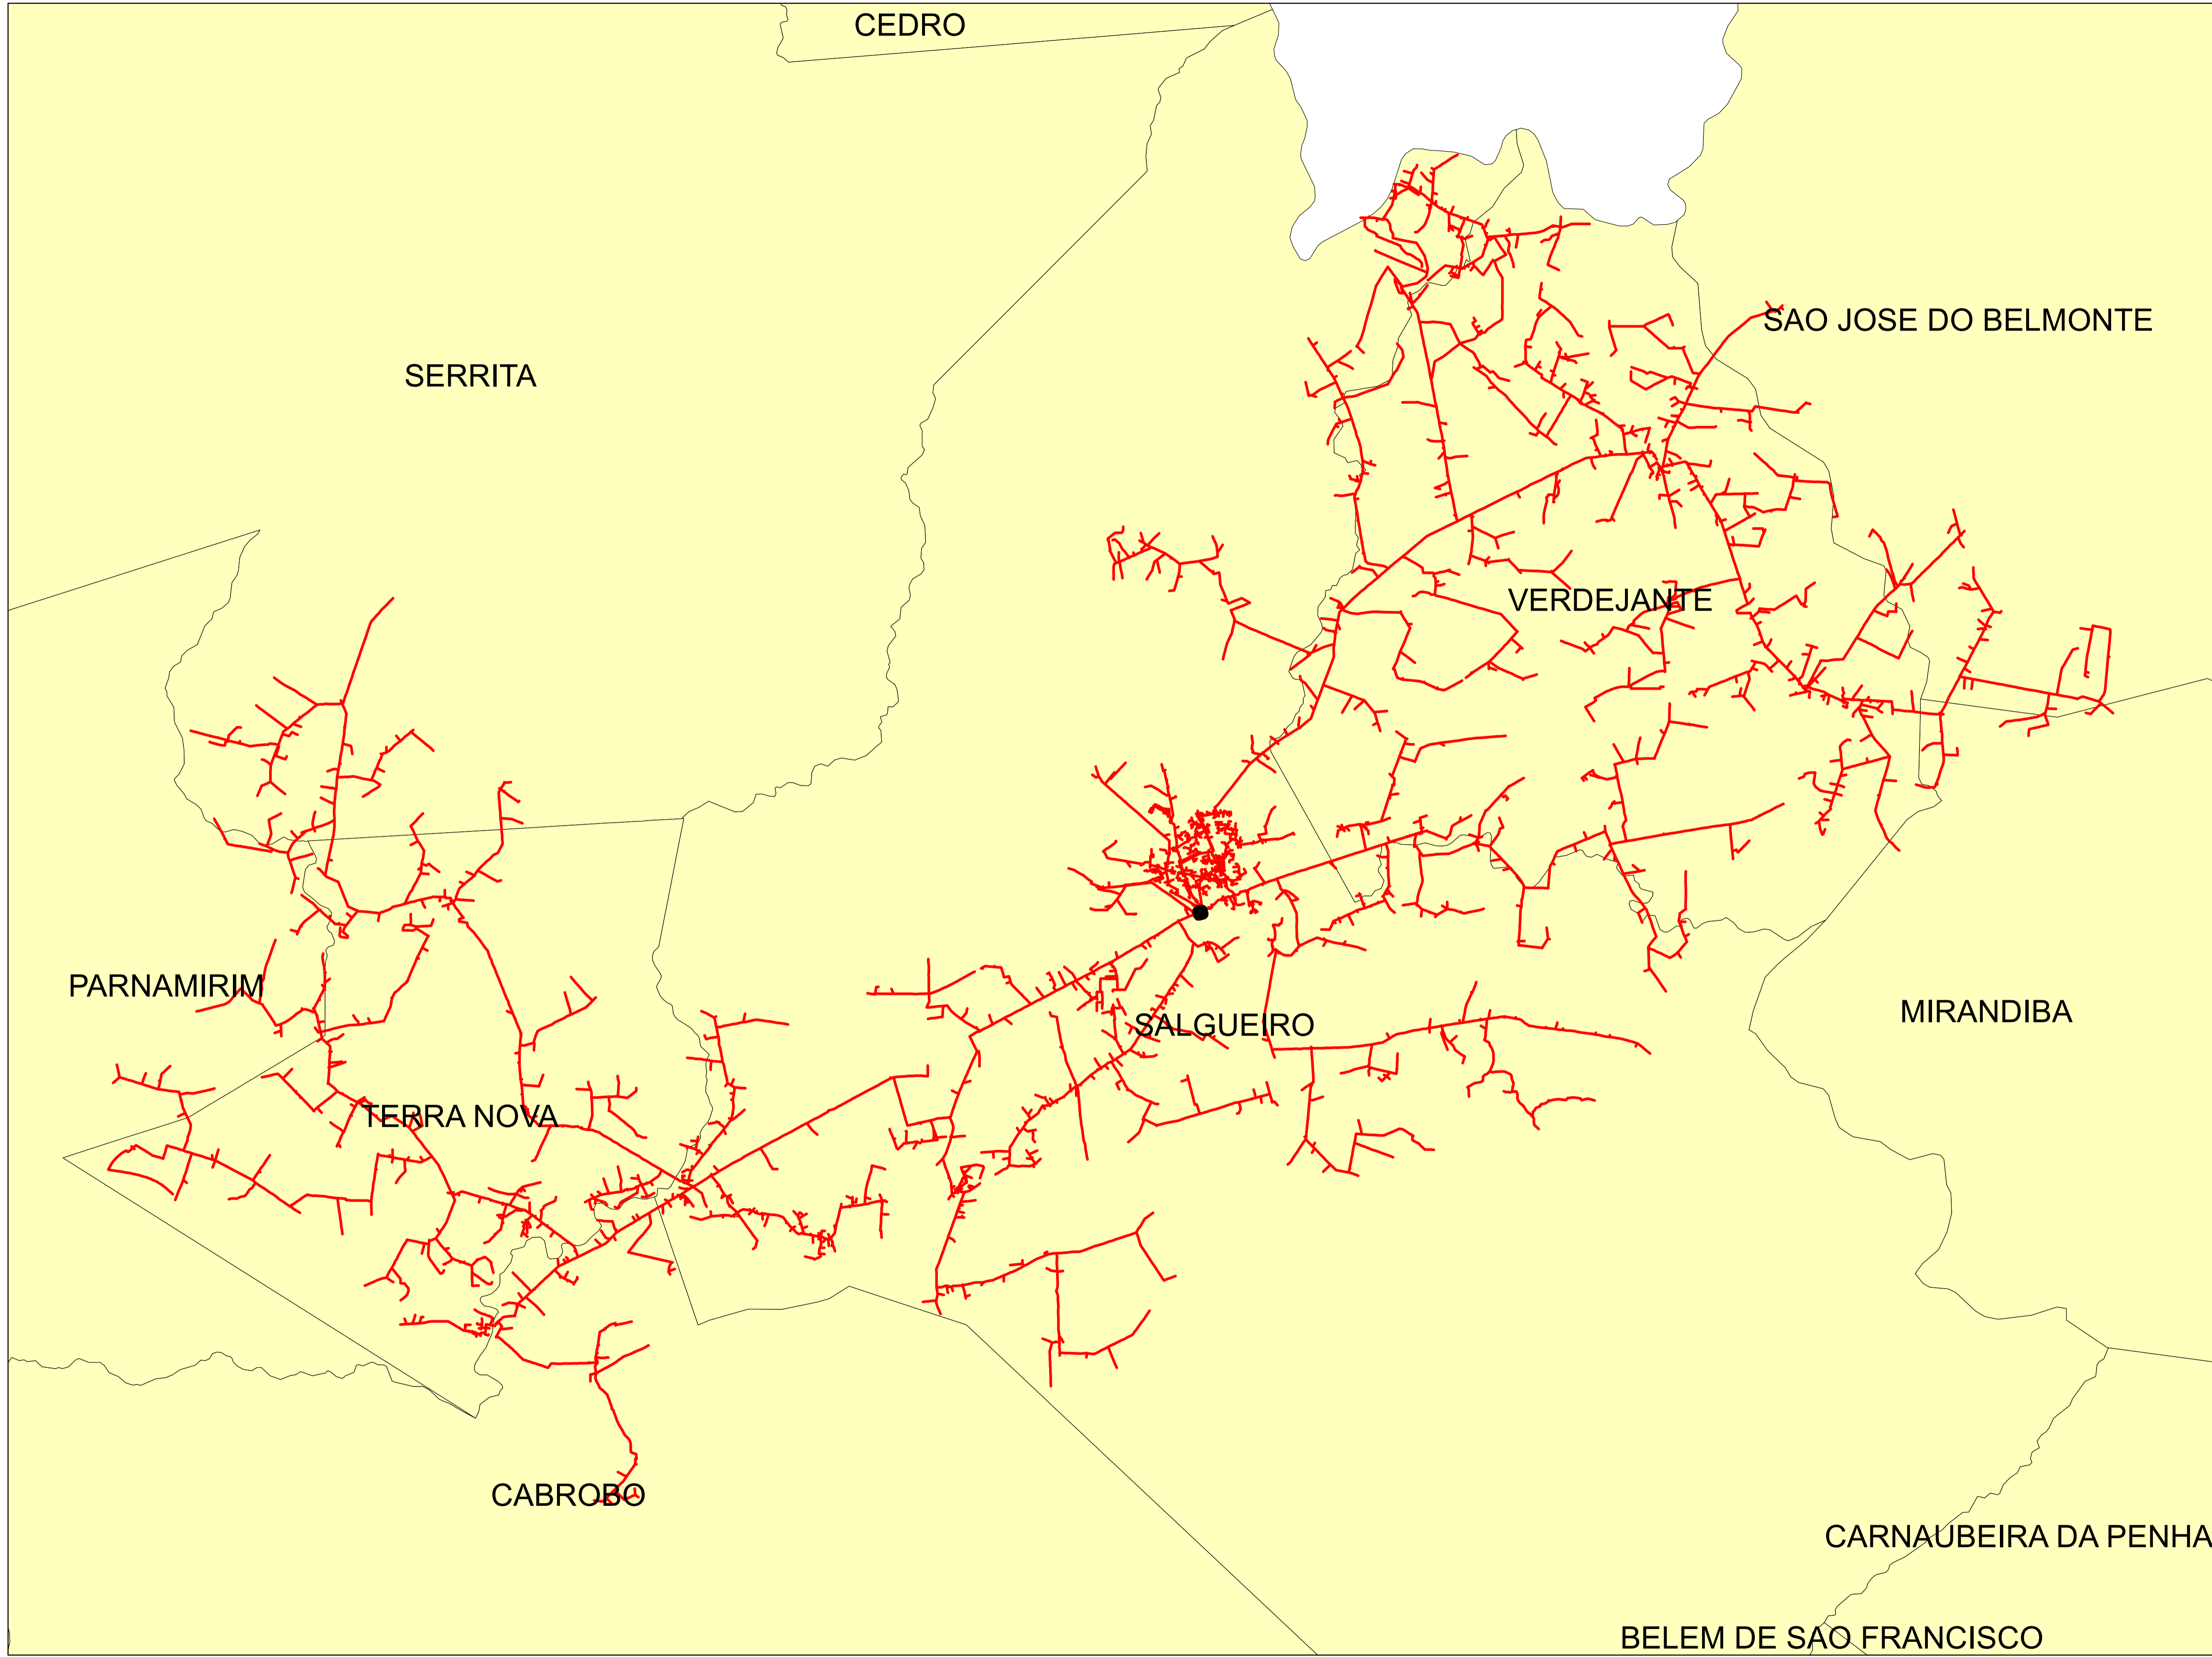 CEDRO
SAO JOSE DO BELMONTE
SERRITA
VERDEJANTE
PARNAMIRIM
MIRANDIBA
SALGUEIRO
TERRA NOVA
CABROBO
CARNAUBEIRA DA PENHA
BELEM DE SAO FRANCISCO